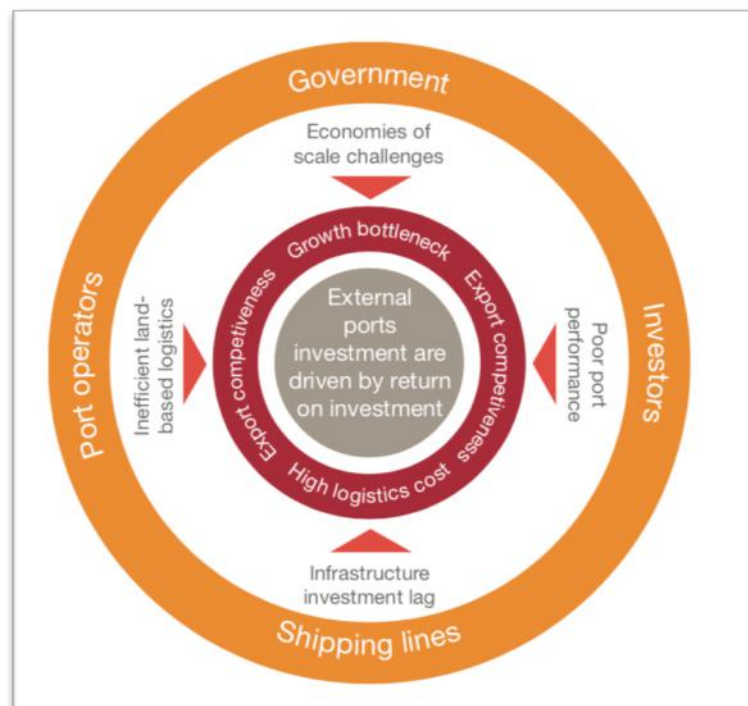 Government
Economies of
scale challenges
Growth bottleneck
Export competiveness
Export competiveness
External
ports
investment are
driven by return
on investment
High logistics cost
Port operators
Inefficient land-
based logistics
Poor port
performance
Investors
Infrastructure
investment lag
Shipping lines